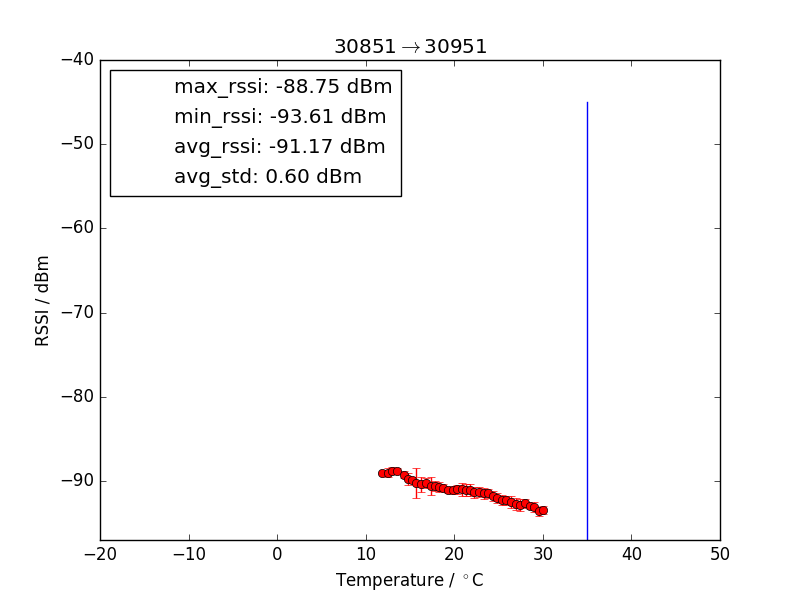 30851→30951
max_rssi: -88.75 dBm
min_rssi: -93.61 dBm
avg_rssi: -91.17 dBm
avg_std: 0.60 dBm
−40
−50
−60
−70
−80
−90
RSSI / dBm
−20 −10 0 10 20 30 40 50
Temperature / °C